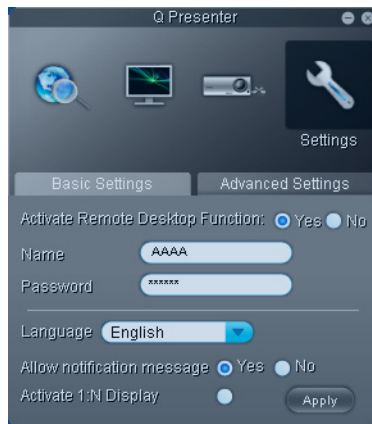 Q Presenter
Settings
Basic Settings Advanced Settings
Activate Remote Desktop Function: Yes No
Name AAAA
Password ******
Language English
Allow notification message Yes No
Activate 1:N Display Apply